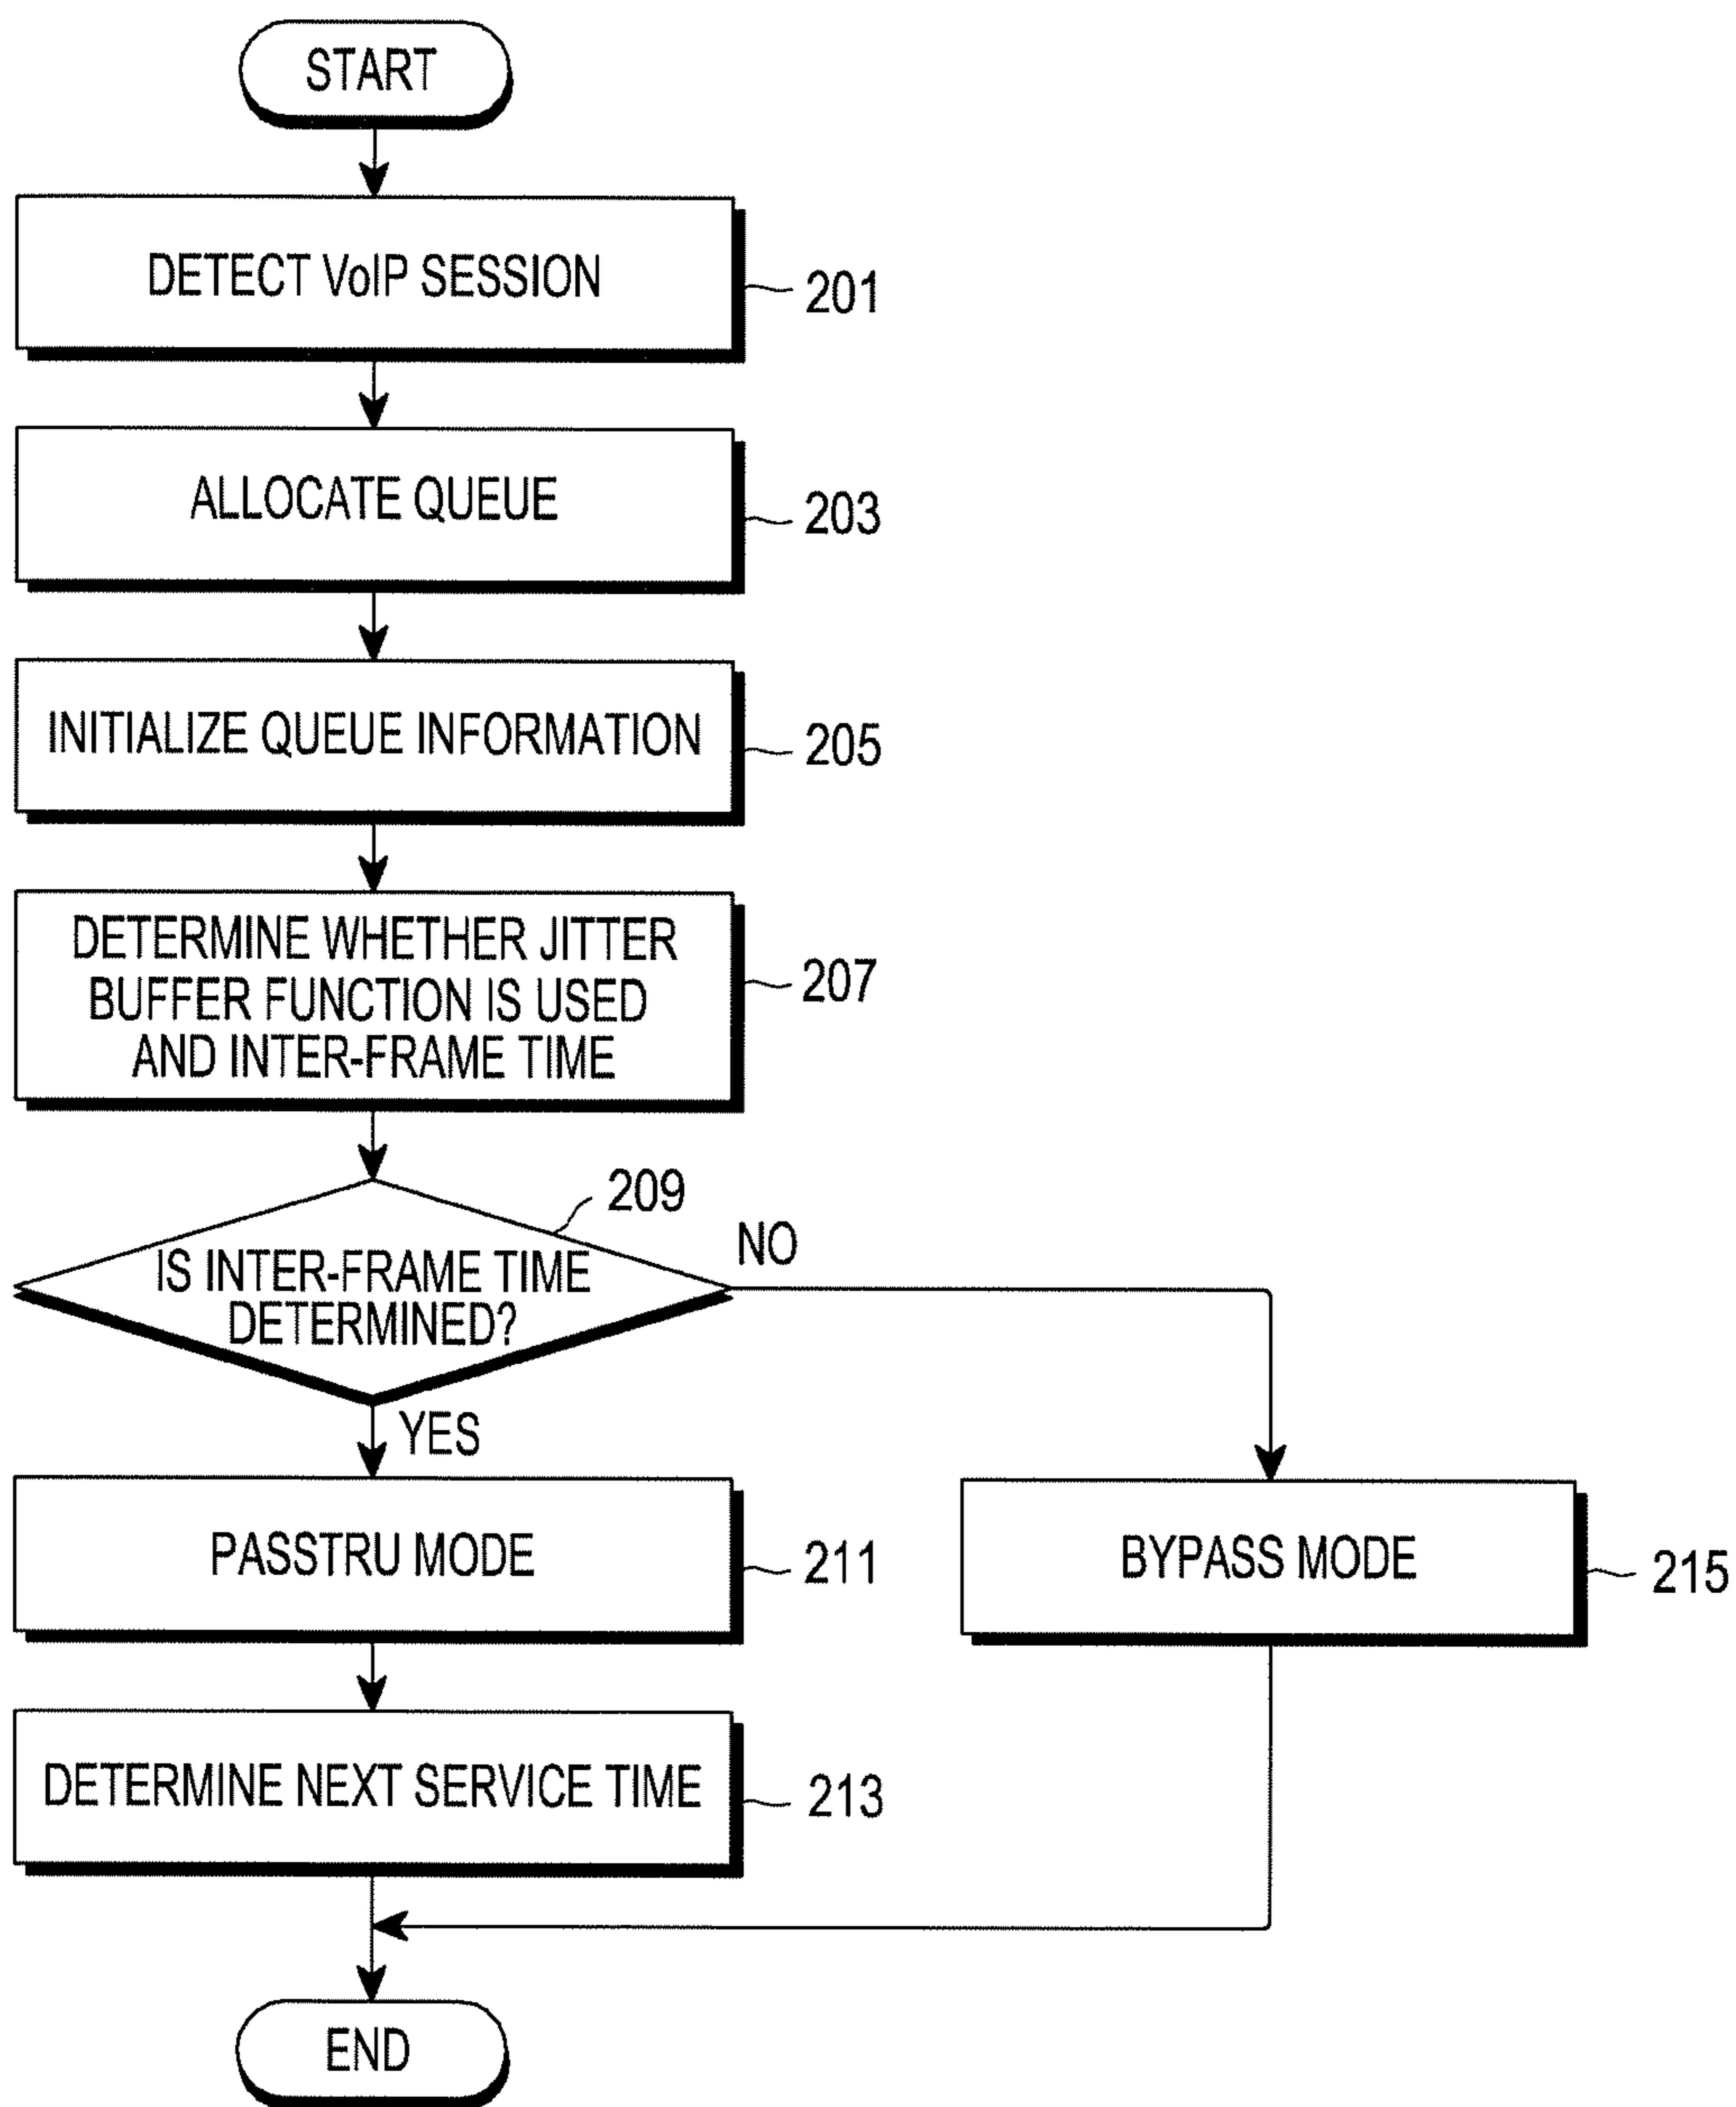 START
DETECT VoIP SESSION
201
ALLOCATE QUEUE
203
INITIALIZE QUEUE INFORMATION
205
DETERMINE WHETHER JITTER
BUFFER FUNCTION IS USED
AND INTER-FRAME TIME
207
209
IS INTER-FRAME TIME
DETERMINED?
NO
YES
PASSTRU MODE
211
BYPASS MODE
215
DETERMINE NEXT SERVICE TIME
213
END